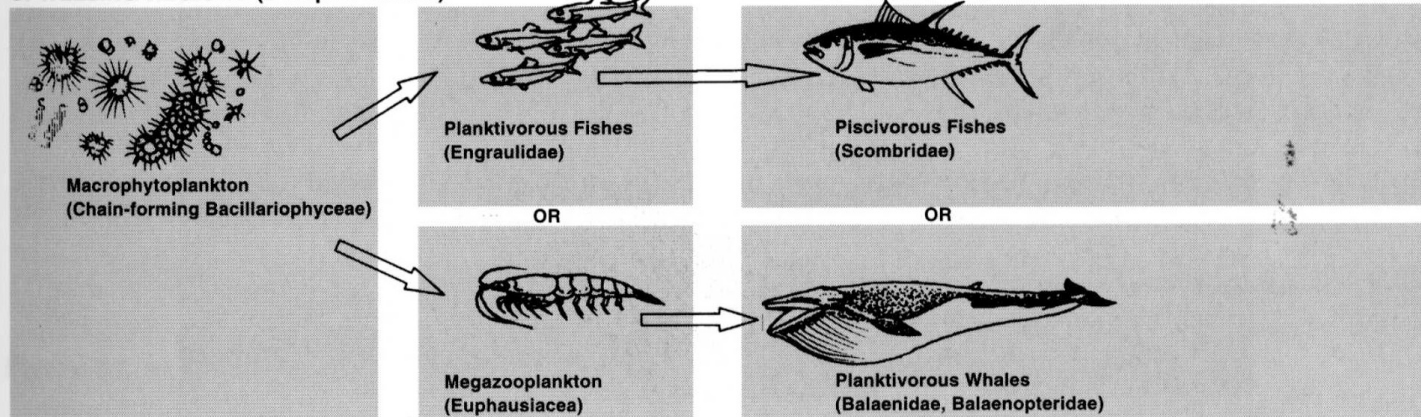 Planktivorous Fishes
(Engraulidae)
Piscivorous Fishes
(Scombridae)
Macrophytoplankton
(Chain-forming Bacillariophyceae)
OR
OR
Megazooplankton
(Euphausiacea)
Planktivorous Whales
(Balaenidae, Balaenopteridae)